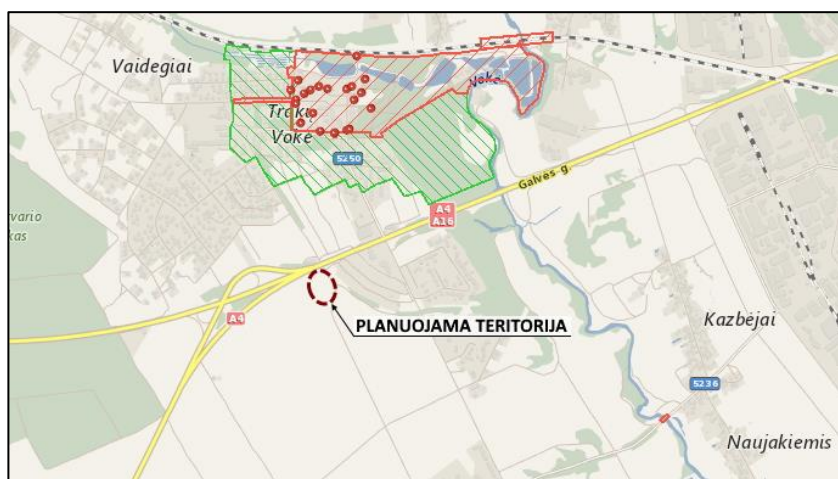 Vaidegiai
Trakų
Vokė
5250
Vokė
Galvės g.
A4
A16
A4
PLANUOJAMA TERITORIJA
Kazbėjai
5236
Naujakiemis